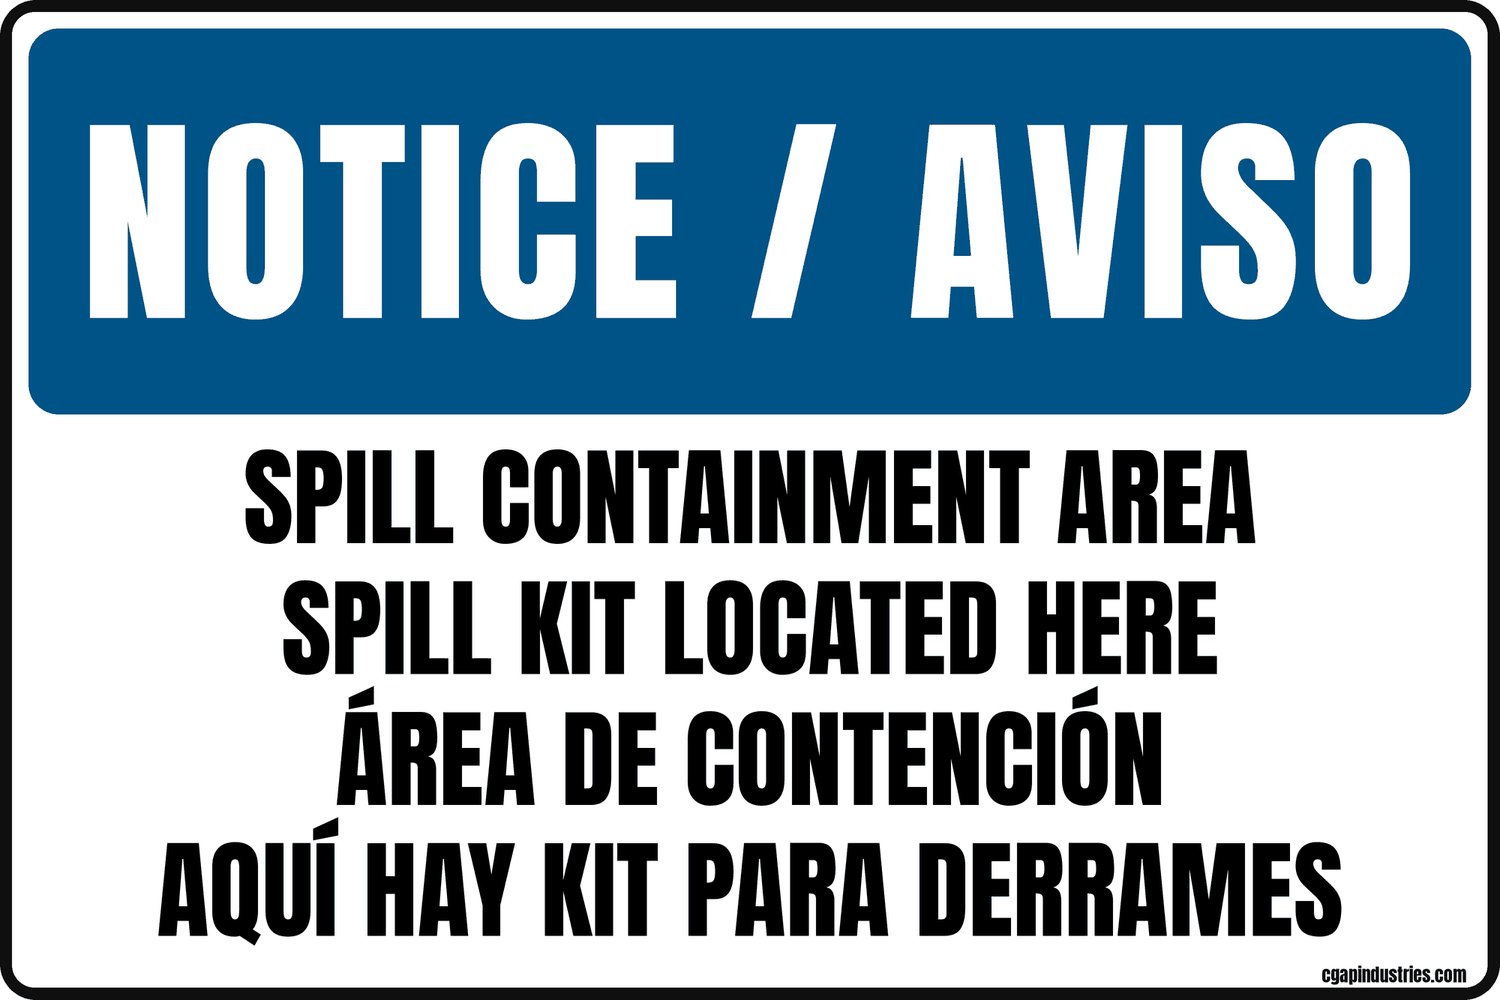 NOTICE / AVISO
SPILL CONTAINMENT AREA
SPILL KIT LOCATED HERE
ÁREA DE CONTENCIÓN
AQUÍ HAY KIT PARA DERRAMES
cgapindustries.com